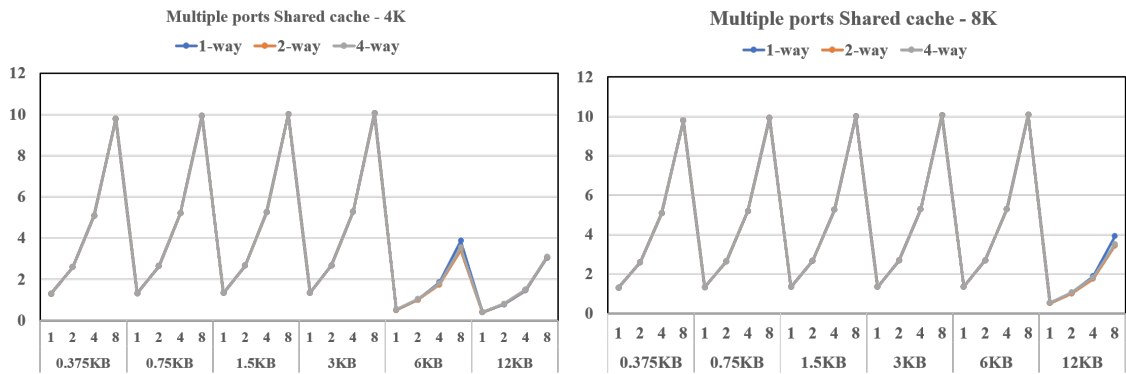 Multiple ports Shared cache - 4K
1-way 2-way 4-way
12
10
8
6
4
2
0
1 2 4 8 1 2 4 8 1 2 4 8 1 2 4 8 1 2 4 8 1 2 4 8
0.375KB 0.75KB 1.5KB 3KB 6KB 12KB
Multiple ports Shared cache - 8K
1-way 2-way 4-way
12
10
8
6
4
2
0
1 2 4 8 1 2 4 8 1 2 4 8 1 2 4 8 1 2 4 8 1 2 4 8
0.375KB 0.75KB 1.5KB 3KB 6KB 12KB